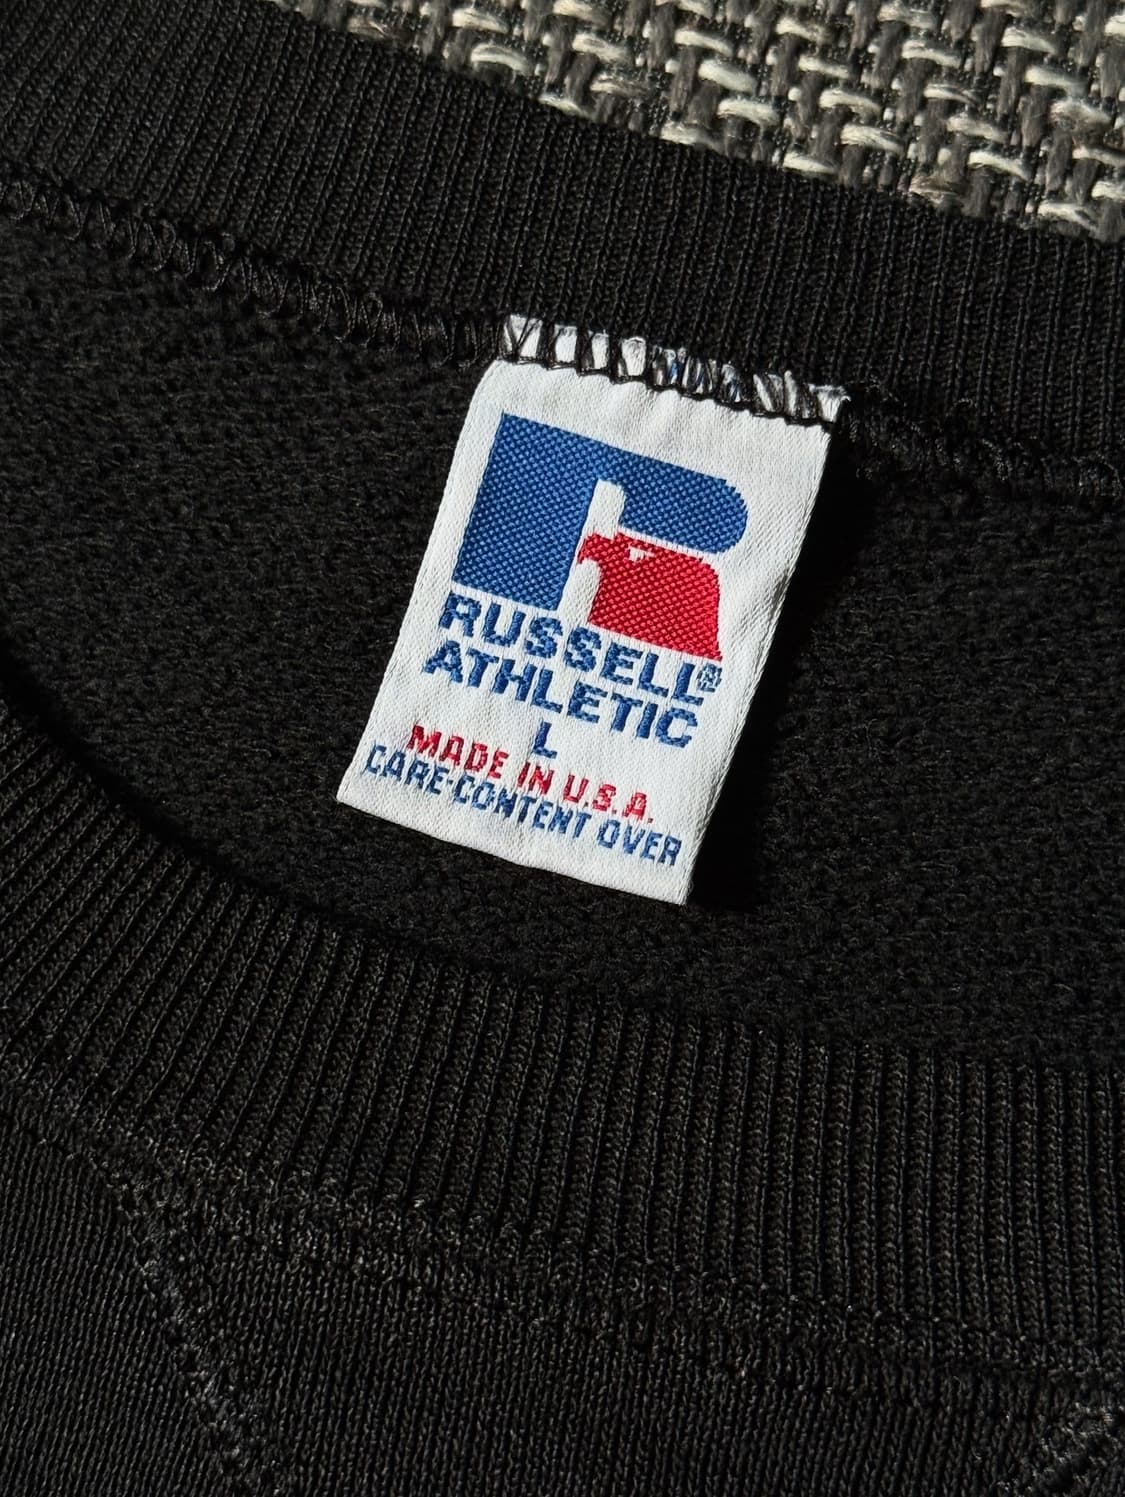 RUSSELL®
ATHLETIC
L
MADE IN U.S.A.
CARE-CONTENT OVER